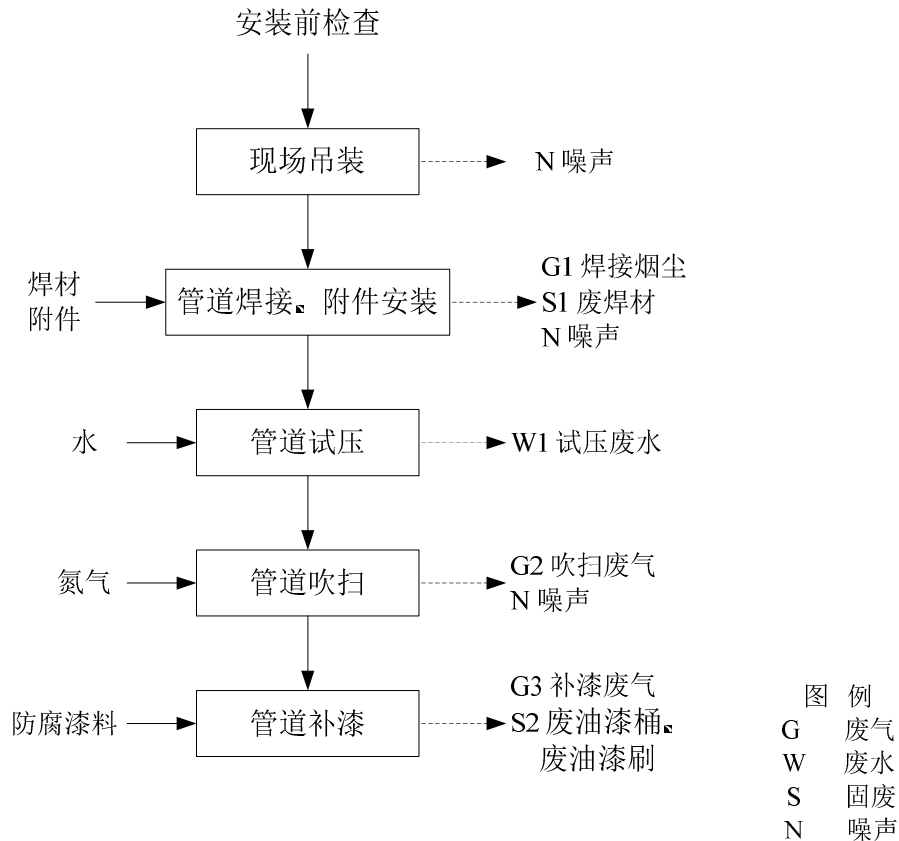 安装前检查
现场吊装
N 噪声
焊材
附件
管道焊接、 附件安装
G1 焊接烟尘
S1 废焊材
N 噪声
水
管道试压
W1 试压废水
氮气
管道吹扫
G2 吹扫废气
N 噪声
防腐漆料
管道补漆
G3 补漆废气
S2 废油漆桶、
废油漆刷
图 例
G 废气
W 废水
S 固废
N 噪声